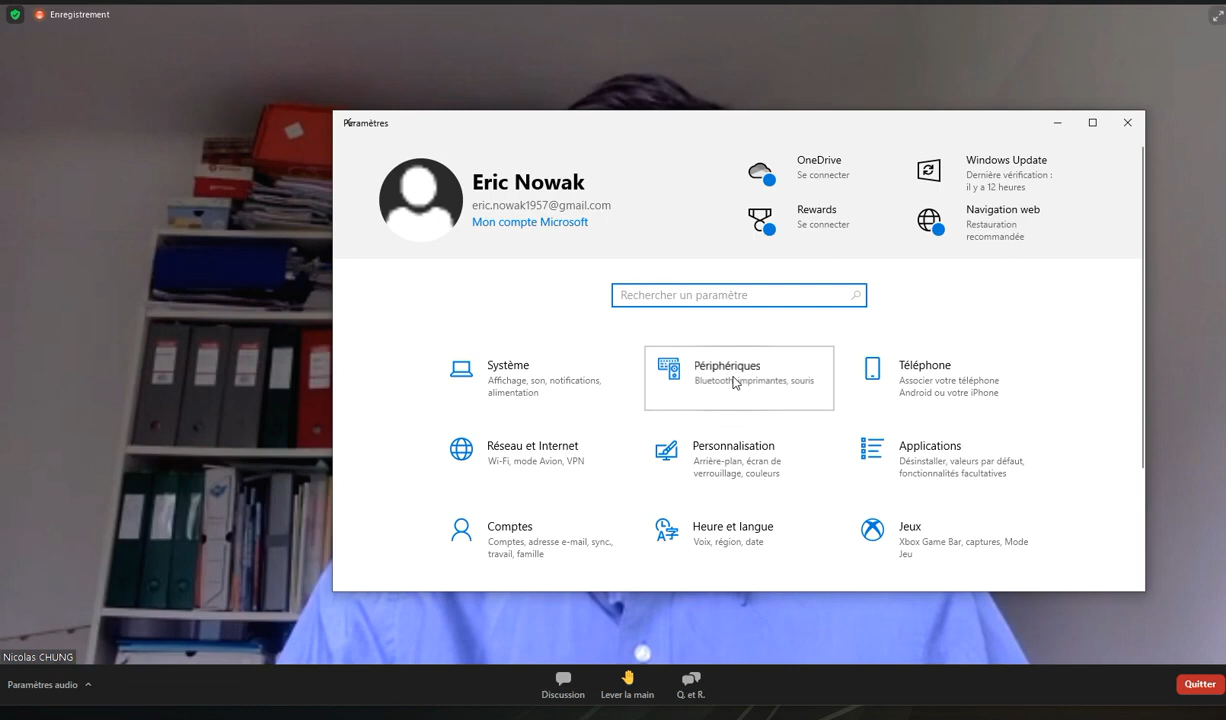 Enregistrement
Paramètres
Eric Nowak
eric.nowak1957@gmail.com
Mon compte Microsoft
OneDrive
Se connecter
Rewards
Se connecter
Windows Update
Dernière vérification :
il y a 12 heures
Navigation web
Restauration
recommandée
Rechercher un paramètre
Système
Affichage, son, notifications,
alimentation
Périphériques
Bluetooth, imprimantes, souris
Téléphone
Associer votre téléphone
Android ou votre iPhone
Réseau et Internet
Wi-Fi, mode Avion, VPN
Personnalisation
Arrière-plan, écran de
verrouillage, couleurs
Applications
Désinstaller, valeurs par défaut,
fonctionnalités facultatives
Comptes
Comptes, adresse e-mail, sync.,
travail, famille
Heure et langue
Voix, région, date
Jeux
Xbox Game Bar, captures, Mode
Jeu
Nicolas CHUNG
Paramètres audio
Discussion
Lever la main
Q. et R.
Quitter